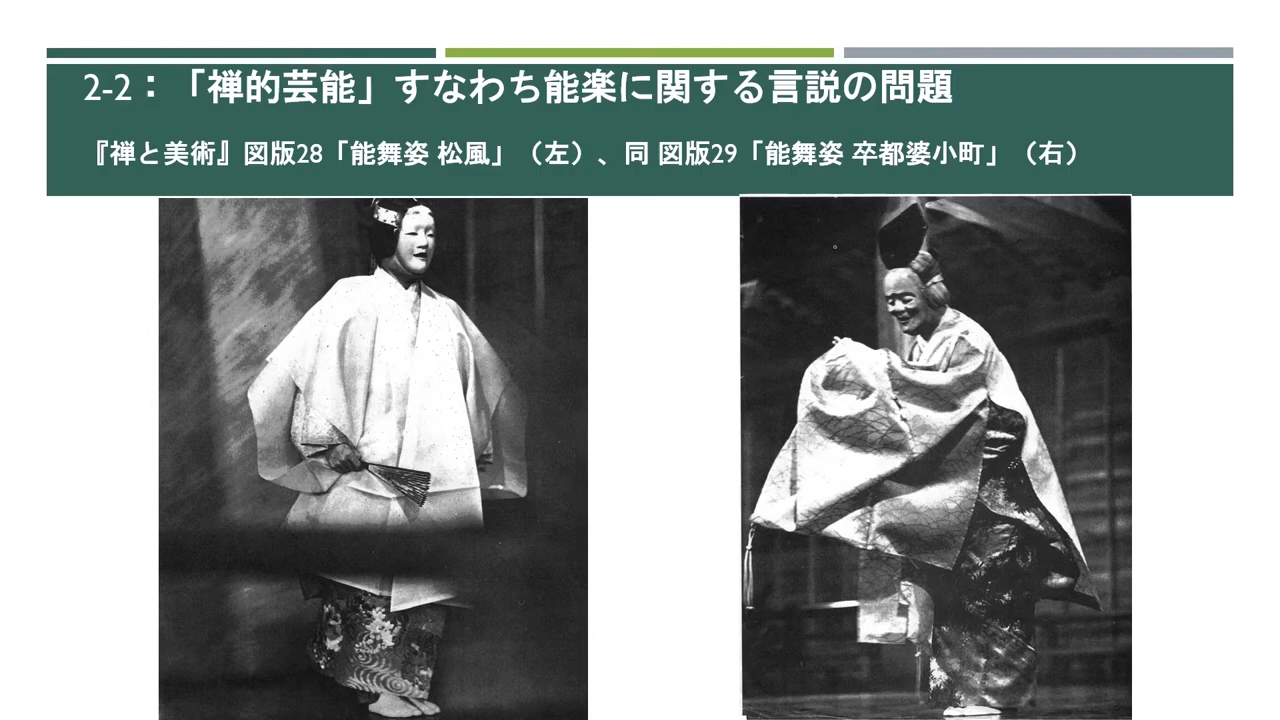 2-2：「禅的芸能」すなわち能楽に関する言説の問題
『禅と美術』図版28「能舞姿 松風」（左）、同 図版29「能舞姿 卒都婆小町」（右）